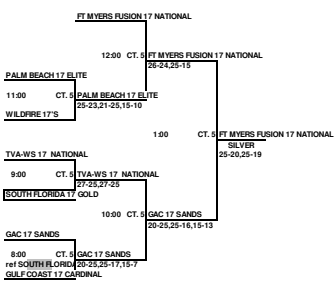 FT MYERS FUSION 17 NATIONAL
12:00 CT. 5 FT MYERS FUSION 17 NATIONAL
26-24,25-15
PALM BEACH 17 ELITE
11:00 CT. 5 PALM BEACH 17 ELITE
25-23,21-25,15-10
WILDFIRE 17'S
1:00 CT. 5 FT MYERS FUSION 17 NATIONAL
SILVER
25-20,25-19
TVA-WS 17 NATIONAL
9:00 CT. 5 TVA-WS 17 NATIONAL
27-25,27-25
SOUTH FLORIDA 17 GOLD
10:00 CT. 5 GAC 17 SANDS
20-25,25-16,15-13
GAC 17 SANDS
8:00 CT. 5 GAC 17 SANDS
ref SOUTH FLORIDA 20-25,25-17,15-7
GULF COAST 17 CARDINAL